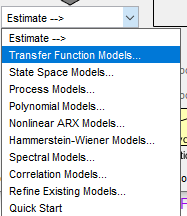 Estimate -->
Estimate -->
Transfer Function Models...
State Space Models...
Process Models...
Polynomial Models...
Nonlinear ARX Models...
Hammerstein-Wiener Models...
Spectral Models...
Correlation Models...
Refine Existing Models...
Quick Start